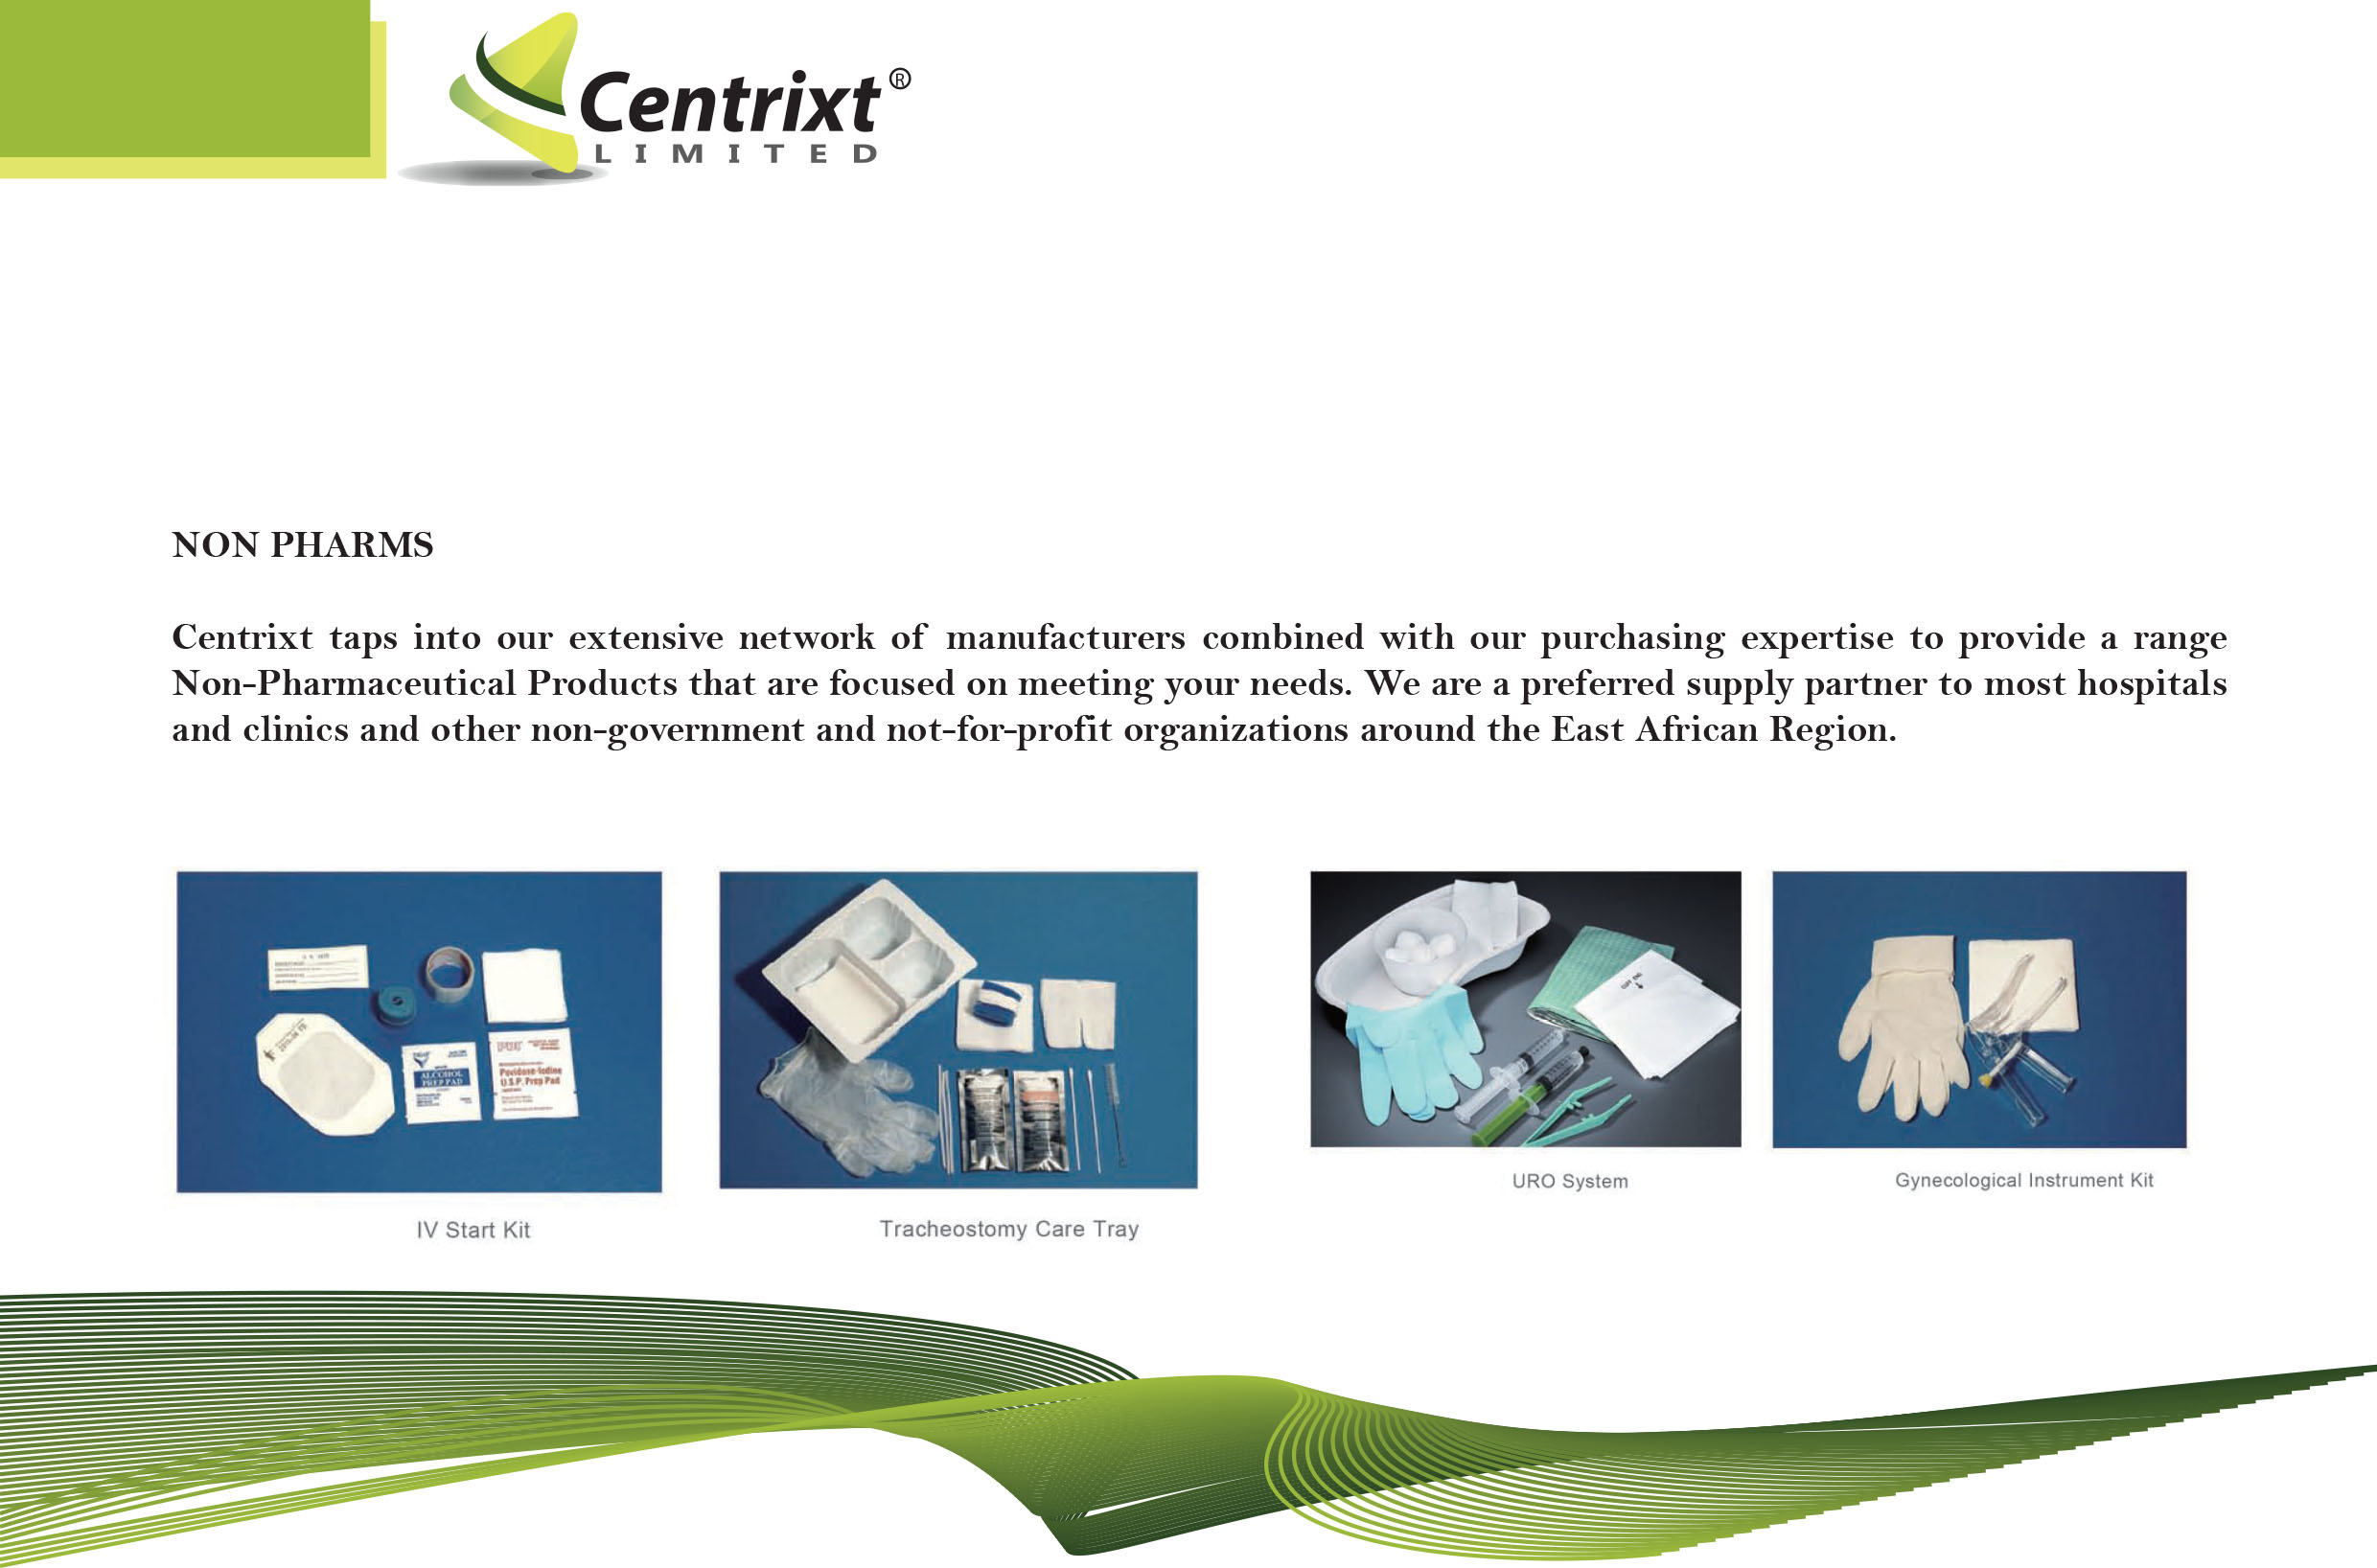 Centrixt®
LIMITED
NON PHARMS
Centrixt taps into our extensive network of manufacturers combined with our purchasing expertise to provide a range
Non-Pharmaceutical Products that are focused on meeting your needs. We are a preferred supply partner to most hospitals
and clinics and other non-government and not-for-profit organizations around the East African Region.
ALCOHOL
PREP PAD
Povidone-Iodine
U.S.P. Prep Pad
IV Start Kit
Tracheostomy Care Tray
URO System
Gynecological Instrument Kit